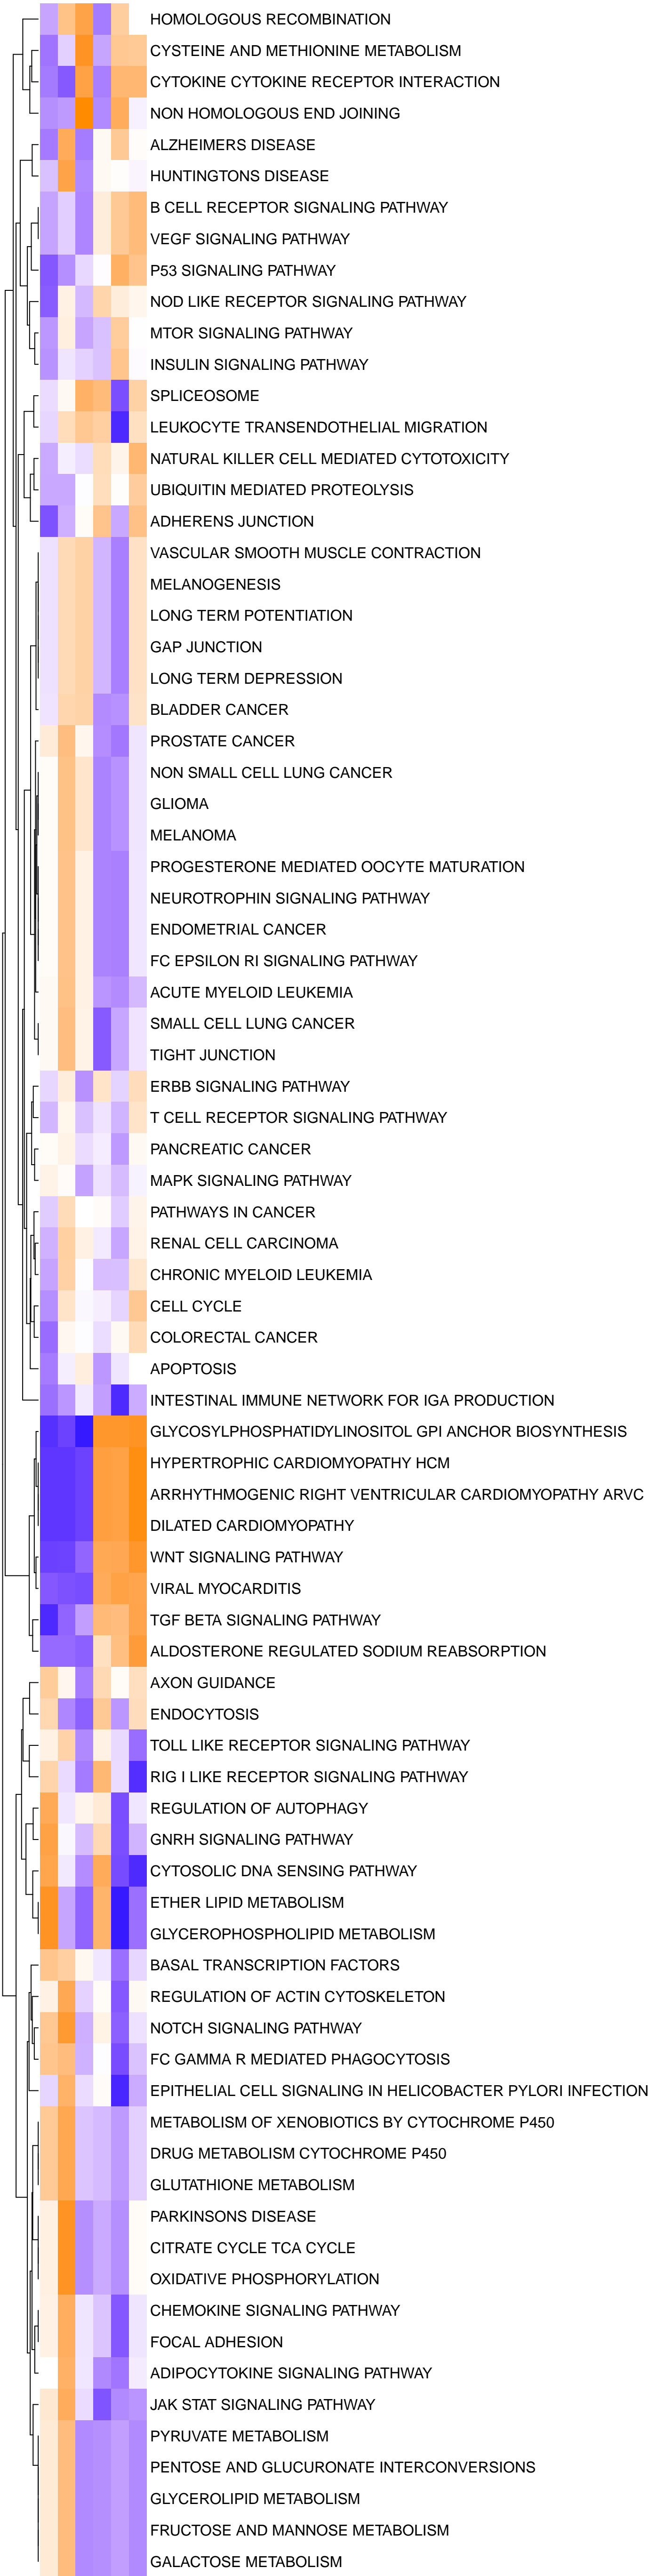 HOMOLOGOUS RECOMBINATION
CYSTEINE AND METHIONINE METABOLISM
CYTOKINE CYTOKINE RECEPTOR INTERACTION
NON HOMOLOGOUS END JOINING
ALZHEIMERS DISEASE
HUNTINGTONS DISEASE
B CELL RECEPTOR SIGNALING PATHWAY
VEGF SIGNALING PATHWAY
P53 SIGNALING PATHWAY
NOD LIKE RECEPTOR SIGNALING PATHWAY
MTOR SIGNALING PATHWAY
INSULIN SIGNALING PATHWAY
SPLICEOSOME
LEUKOCYTE TRANSENDOTHELIAL MIGRATION
NATURAL KILLER CELL MEDIATED CYTOTOXICITY
UBIQUITIN MEDIATED PROTEOLYSIS
ADHERENS JUNCTION
VASCULAR SMOOTH MUSCLE CONTRACTION
MELANOGENESIS
LONG TERM POTENTIATION
GAP JUNCTION
LONG TERM DEPRESSION
BLADDER CANCER
PROSTATE CANCER
NON SMALL CELL LUNG CANCER
GLIOMA
MELANOMA
PROGESTERONE MEDIATED OOCYTE MATURATION
NEUROTROPHIN SIGNALING PATHWAY
ENDOMETRIAL CANCER
FC EPSILON RI SIGNALING PATHWAY
ACUTE MYELOID LEUKEMIA
SMALL CELL LUNG CANCER
TIGHT JUNCTION
ERBB SIGNALING PATHWAY
T CELL RECEPTOR SIGNALING PATHWAY
PANCREATIC CANCER
MAPK SIGNALING PATHWAY
PATHWAYS IN CANCER
RENAL CELL CARCINOMA
CHRONIC MYELOID LEUKEMIA
CELL CYCLE
COLORECTAL CANCER
APOPTOSIS
INTESTINAL IMMUNE NETWORK FOR IGA PRODUCTION
GLYCOSYLPHOSPHATIDYLINOSITOL GPI ANCHOR BIOSYNTHESIS
HYPERTROPHIC CARDIOMYOPATHY HCM
ARRHYTHMOGENIC RIGHT VENTRICULAR CARDIOMYOPATHY ARVC
DILATED CARDIOMYOPATHY
WNT SIGNALING PATHWAY
VIRAL MYOCARDITIS
TGF BETA SIGNALING PATHWAY
ALDOSTERONE REGULATED SODIUM REABSORPTION
AXON GUIDANCE
ENDOCYTOSIS
TOLL LIKE RECEPTOR SIGNALING PATHWAY
RIG I LIKE RECEPTOR SIGNALING PATHWAY
REGULATION OF AUTOPHAGY
GNRH SIGNALING PATHWAY
CYTOSOLIC DNA SENSING PATHWAY
ETHER LIPID METABOLISM
GLYCEROPHOSPHOLIPID METABOLISM
BASAL TRANSCRIPTION FACTORS
REGULATION OF ACTIN CYTOSKELETON
NOTCH SIGNALING PATHWAY
FC GAMMA R MEDIATED PHAGOCYTOSIS
EPITHELIAL CELL SIGNALING IN HELICOBACTER PYLORI INFECTION
METABOLISM OF XENOBIOTICS BY CYTOCHROME P450
DRUG METABOLISM CYTOCHROME P450
GLUTATHIONE METABOLISM
PARKINSONS DISEASE
CITRATE CYCLE TCA CYCLE
OXIDATIVE PHOSPHORYLATION
CHEMOKINE SIGNALING PATHWAY
FOCAL ADHESION
ADIPOCYTOKINE SIGNALING PATHWAY
JAK STAT SIGNALING PATHWAY
PYRUVATE METABOLISM
PENTOSE AND GLUCURONATE INTERCONVERSIONS
GLYCEROLIPID METABOLISM
FRUCTOSE AND MANNOSE METABOLISM
GALACTOSE METABOLISM